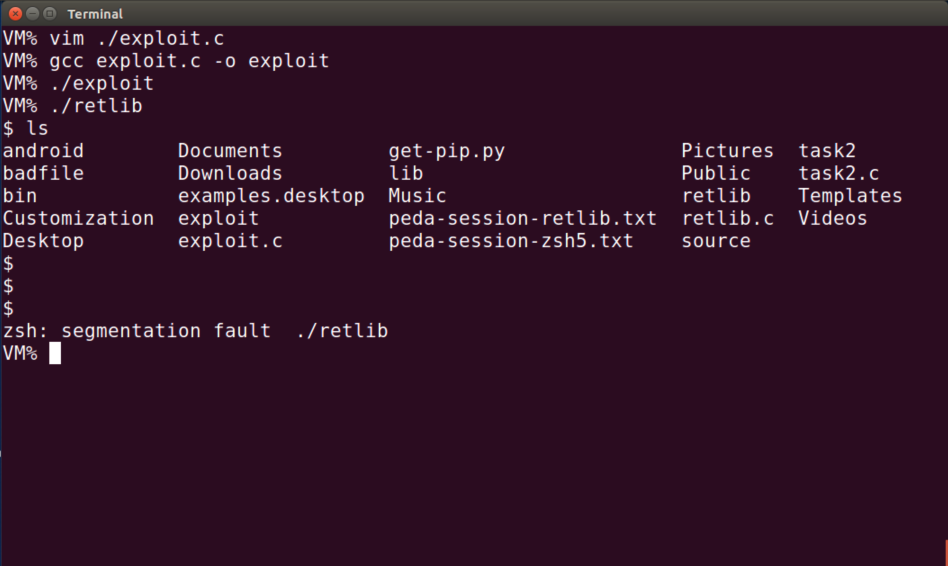 Terminal
VM% vim ./exploit.c
VM% gcc exploit.c -o exploit
VM% ./exploit
VM% ./retlib
$ ls
android        Documents         get-pip.py               Pictures  task2
badfile        Downloads         lib                      Public    task2.c
bin            examples.desktop  Music                    retlib    Templates
Customization  exploit           peda-session-retlib.txt  retlib.c  Videos
Desktop        exploit.c         peda-session-zsh5.txt    source
$
$
$
zsh: segmentation fault  ./retlib
VM%